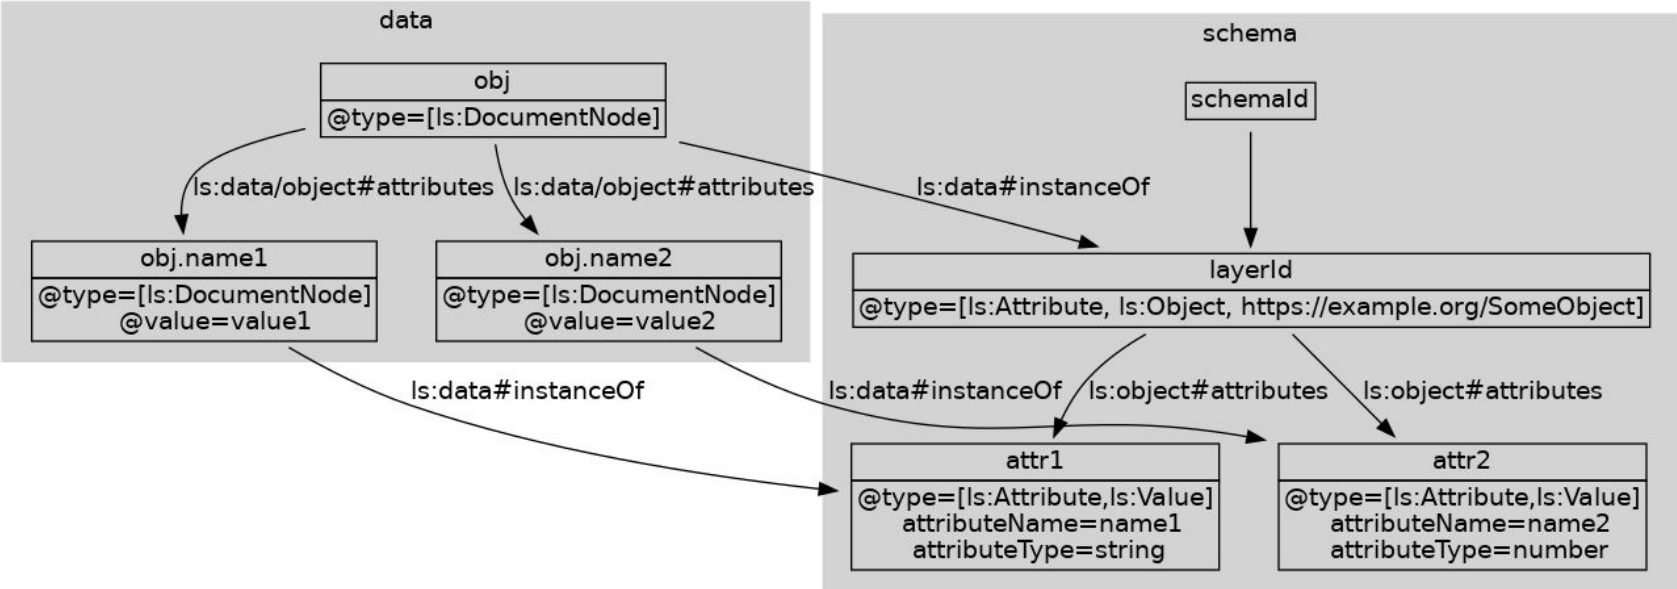 data
schema
obj
@type=[ls:DocumentNode]
schemaId
ls:data/object#attributes
ls:data/object#attributes
ls:data#instanceOf
obj.name1
@type=[ls:DocumentNode]
@value=value1
obj.name2
@type=[ls:DocumentNode]
@value=value2
layerId
@type=[ls:Attribute, ls:Object, https://example.org/SomeObject]
ls:data#instanceOf
ls:data#instanceOf
ls:object#attributes
ls:object#attributes
attr1
@type=[ls:Attribute,ls:Value]
attributeName=name1
attributeType=string
attr2
@type=[ls:Attribute,ls:Value]
attributeName=name2
attributeType=number